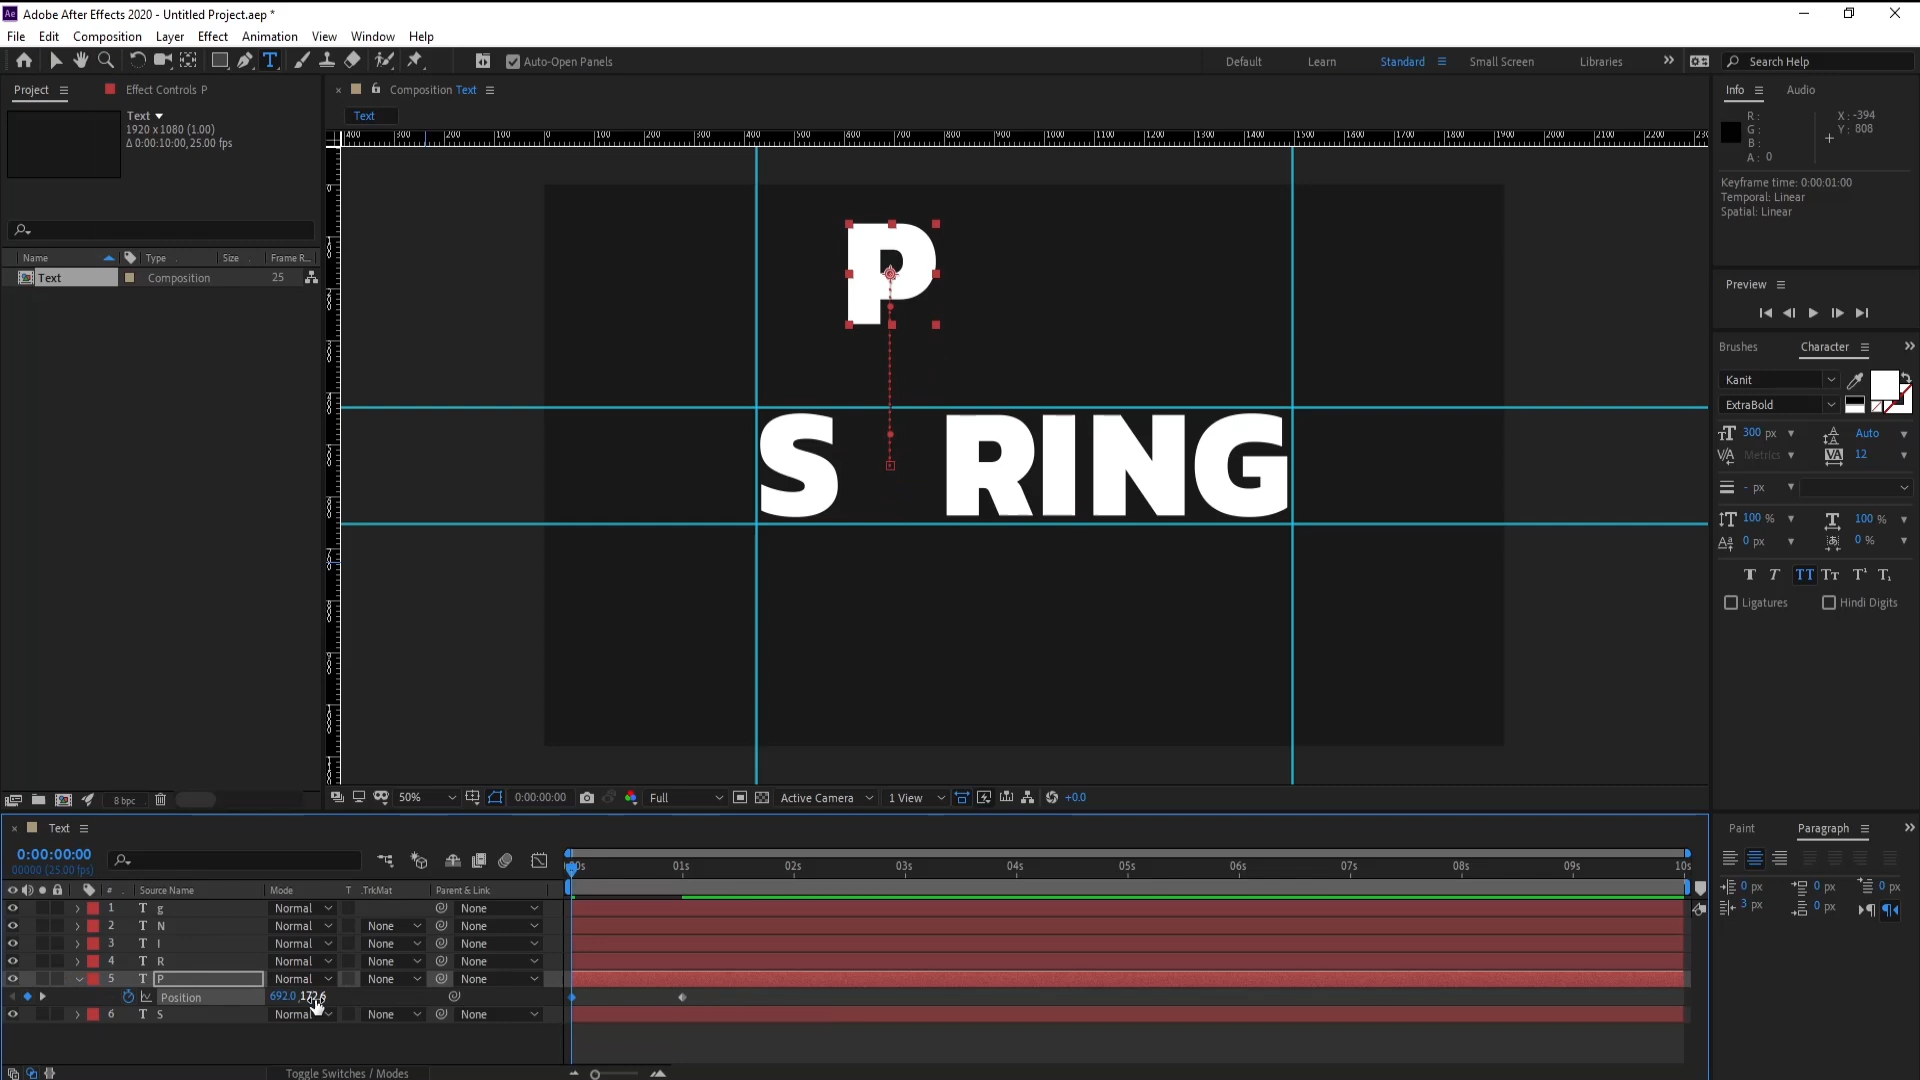 Adobe After Effects 2020 - Untitled Project.aep *
File Edit Composition Layer Effect Animation View Window Help
Auto-Open Panels
Default Learn Standard Small Screen Libraries
Search Help
Project
Effect Controls P
Text
1920 x 1080 (1.00)
Δ 0:00:10:00, 25.00 fps
Name Type Size Frame R...
Text Composition 25
8 bpc
Composition Text
Text
P
S RING
50% 0:00:00:00 Full Active Camera 1 View +0.0
Info Audio
R :
G :
B :
A : 0
X : -394
Y : 808
Keyframe time: 0:00:01:00
Temporal: Linear
Spatial: Linear
Preview
Brushes Character
Kanit
ExtraBold
300 px Auto
Metrics 12
- px
100 % 100 %
0 px 0 %
Ligatures Hindi Digits
Paint Paragraph
0 px 0 px 0 px
3 px 0 px
Text
0:00:00:00
00000 (25.00 fps)
# Source Name Mode T .TrkMat Parent & Link
01s 02s 03s 04s 05s 06s 07s 08s 09s 10s
1 T g Normal None
2 T N Normal None None
3 T I Normal None None
4 T R Normal None None
5 T P Normal None None
Position 692.0, 172.6
6 T S Normal None None
Toggle Switches / Modes